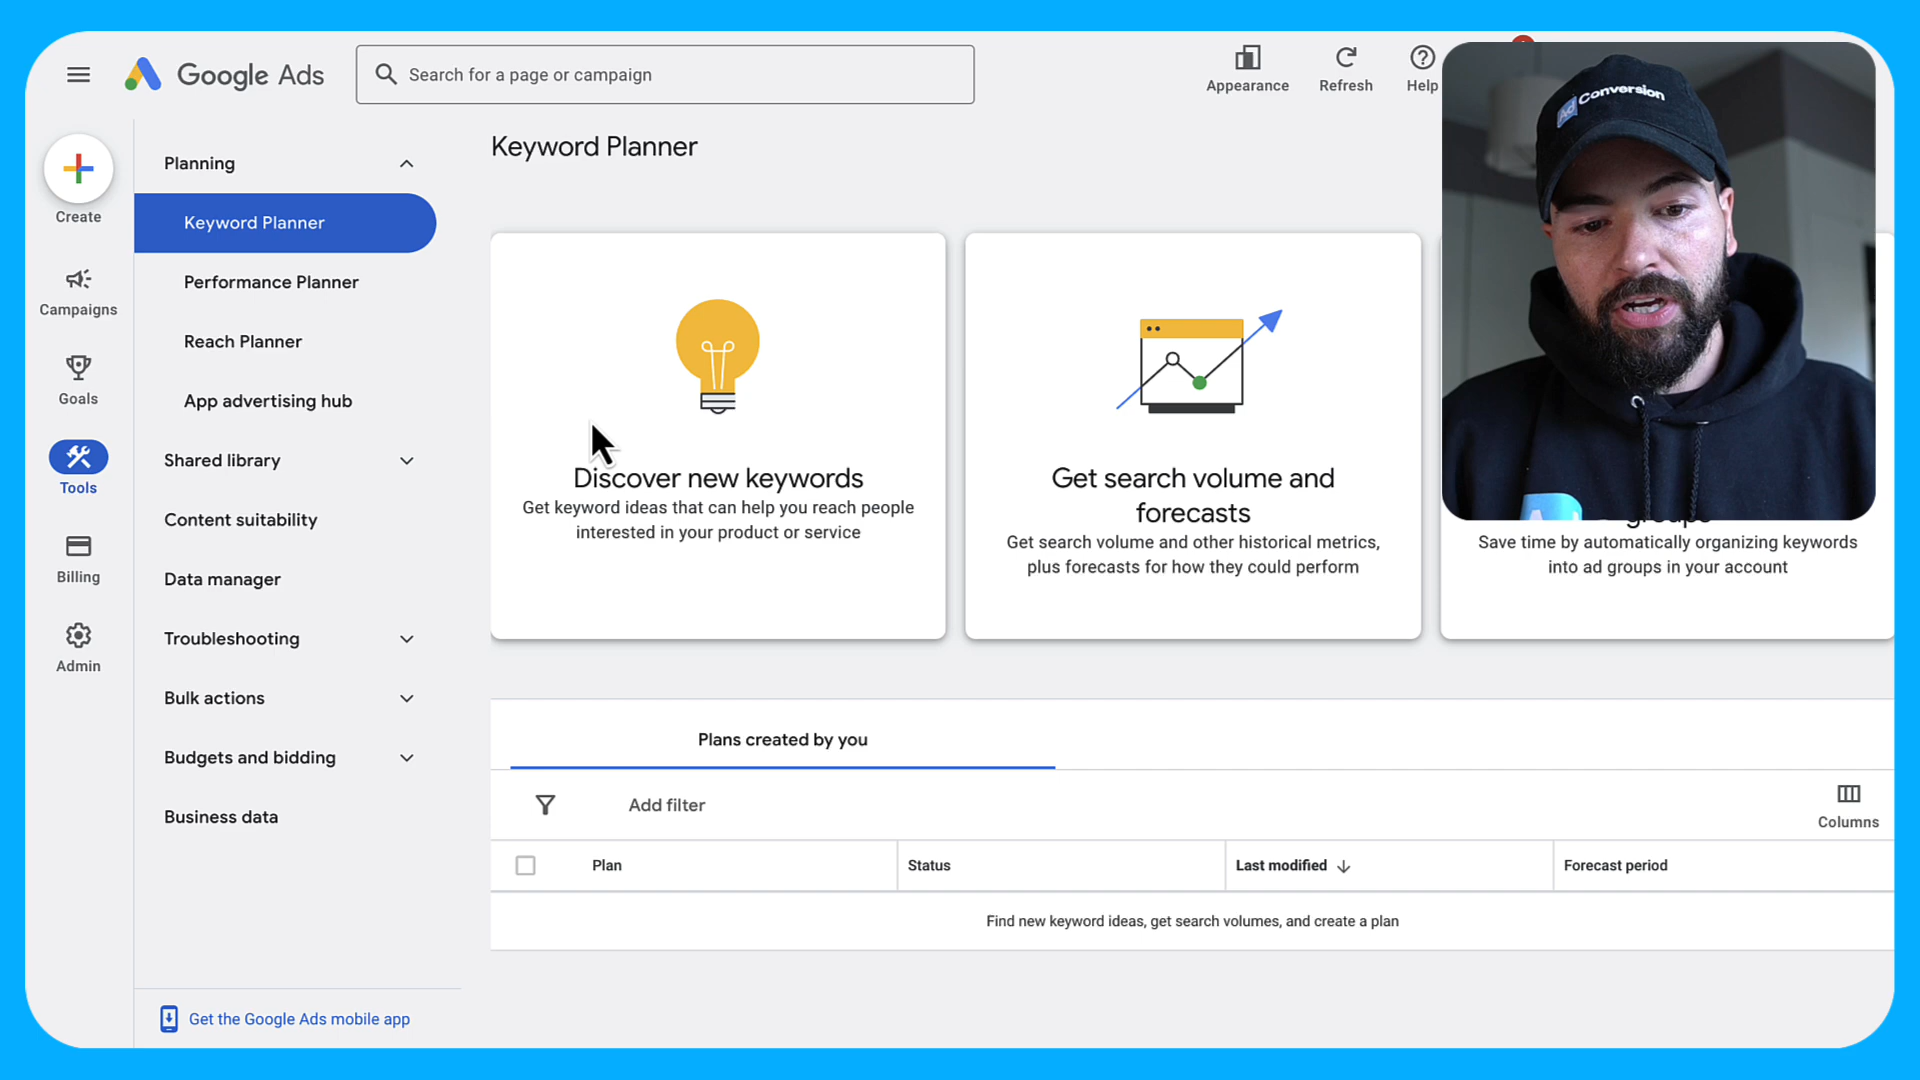 Google Ads
Search for a page or campaign
Appearance
Refresh
Help
Ad Conversion
Create
Campaigns
Goals
Tools
Billing
Admin
Planning
Keyword Planner
Performance Planner
Reach Planner
App advertising hub
Shared library
Content suitability
Data manager
Troubleshooting
Bulk actions
Budgets and bidding
Business data
Get the Google Ads mobile app
Keyword Planner
Discover new keywords
Get keyword ideas that can help you reach people
interested in your product or service
Get search volume and
forecasts
Get search volume and other historical metrics,
plus forecasts for how they could perform
groups
Save time by automatically organizing keywords
into ad groups in your account
Plans created by you
Add filter
Columns
Plan
Status
Last modified
Forecast period
Find new keyword ideas, get search volumes, and create a plan